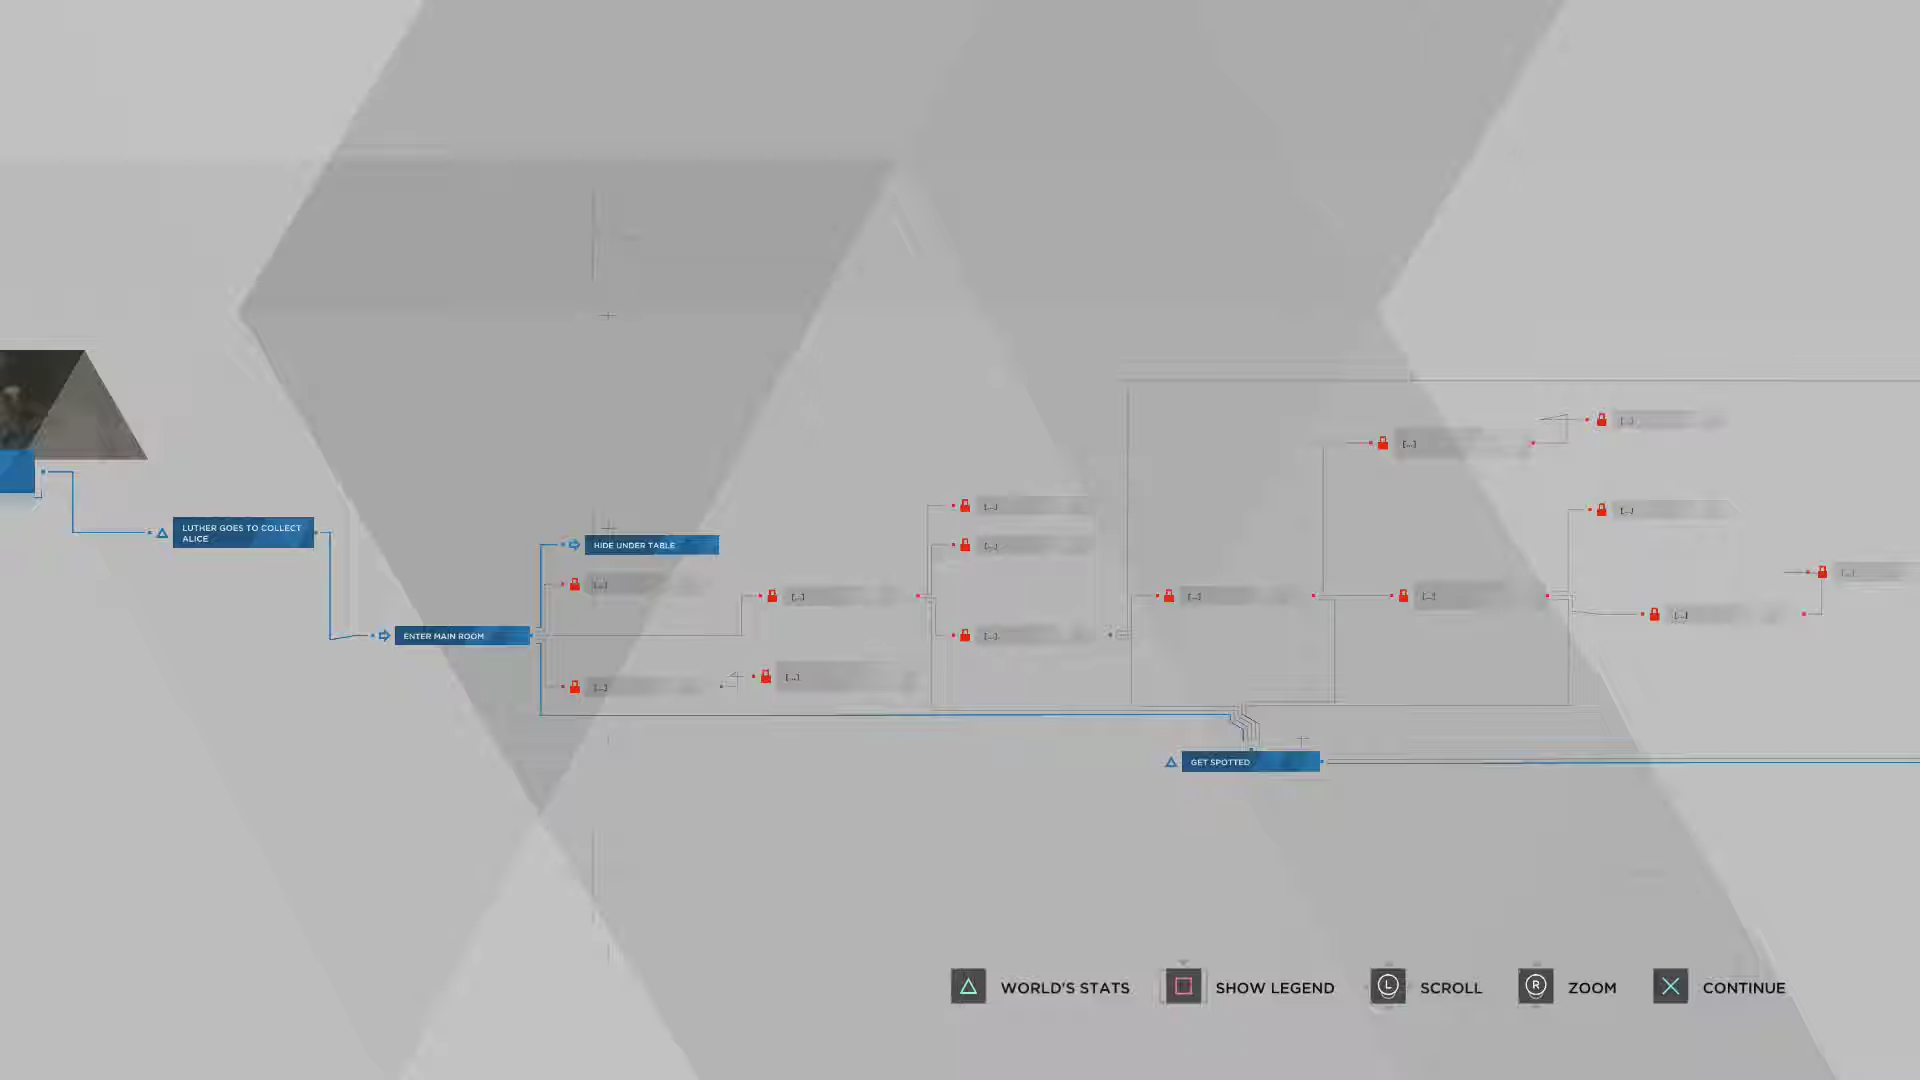 [...]
[...]
[...]
LUTHER GOES TO COLLECT
ALICE
[...]
[...]
HIDE UNDER TABLE
[...]
[...]
[...]
[...]
[...]
[...]
[...]
ENTER MAIN ROOM
[...]
[...]
[...]
GET SPOTTED
WORLD'S STATS
SHOW LEGEND
L
SCROLL
R
ZOOM
CONTINUE